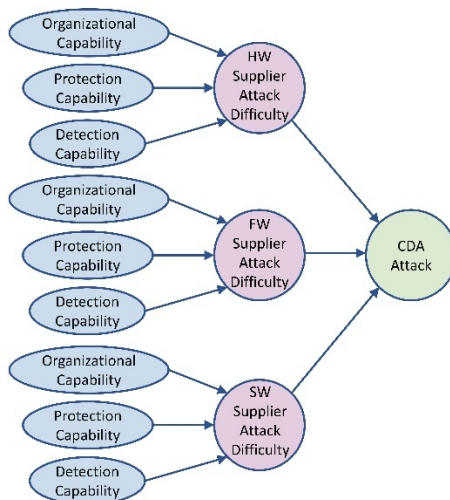 Organizational
Capability
Protection
Capability
Detection
Capability
HW
Supplier
Attack
Difficulty
Organizational
Capability
Protection
Capability
Detection
Capability
FW
Supplier
Attack
Difficulty
Organizational
Capability
Protection
Capability
Detection
Capability
SW
Supplier
Attack
Difficulty
CDA
Attack